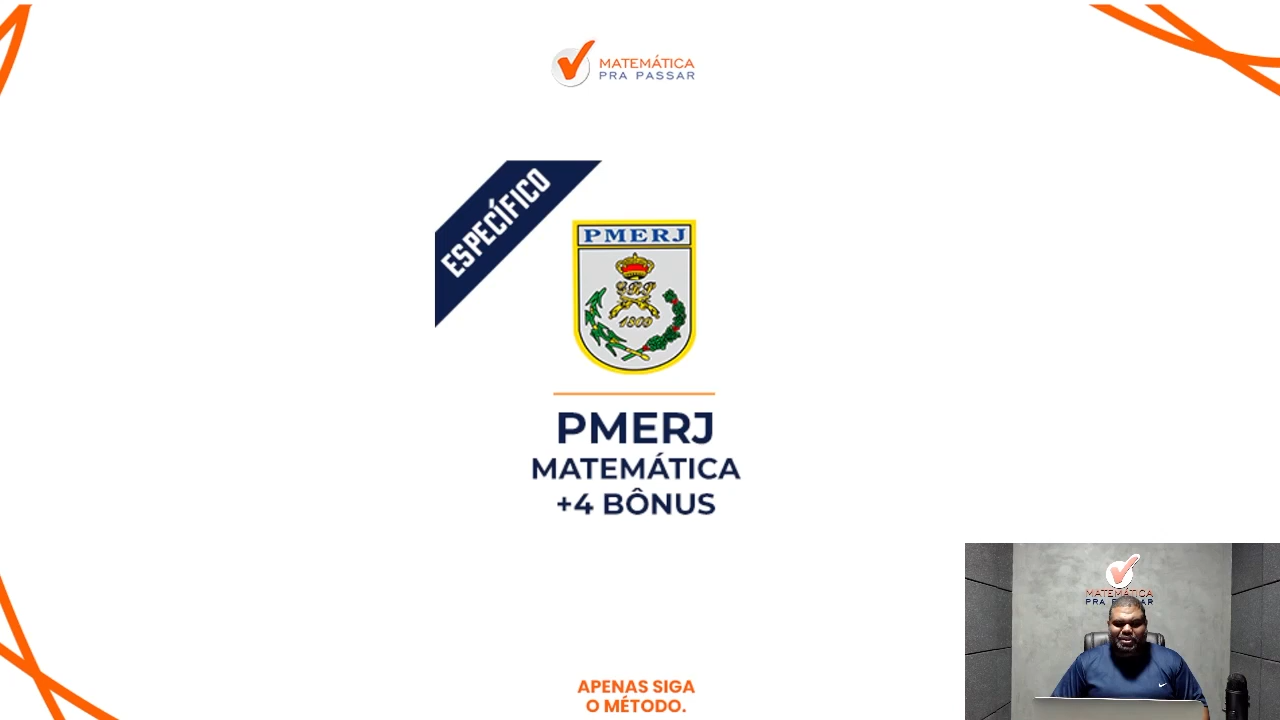 MATEMÁTICA
PRA PASSAR
ESPECÍFICO
PMERJ
1809
PMERJ
MATEMÁTICA
+4 BÔNUS
APENAS SIGA
O MÉTODO.
MATEMÁTICA
PRA PASSAR